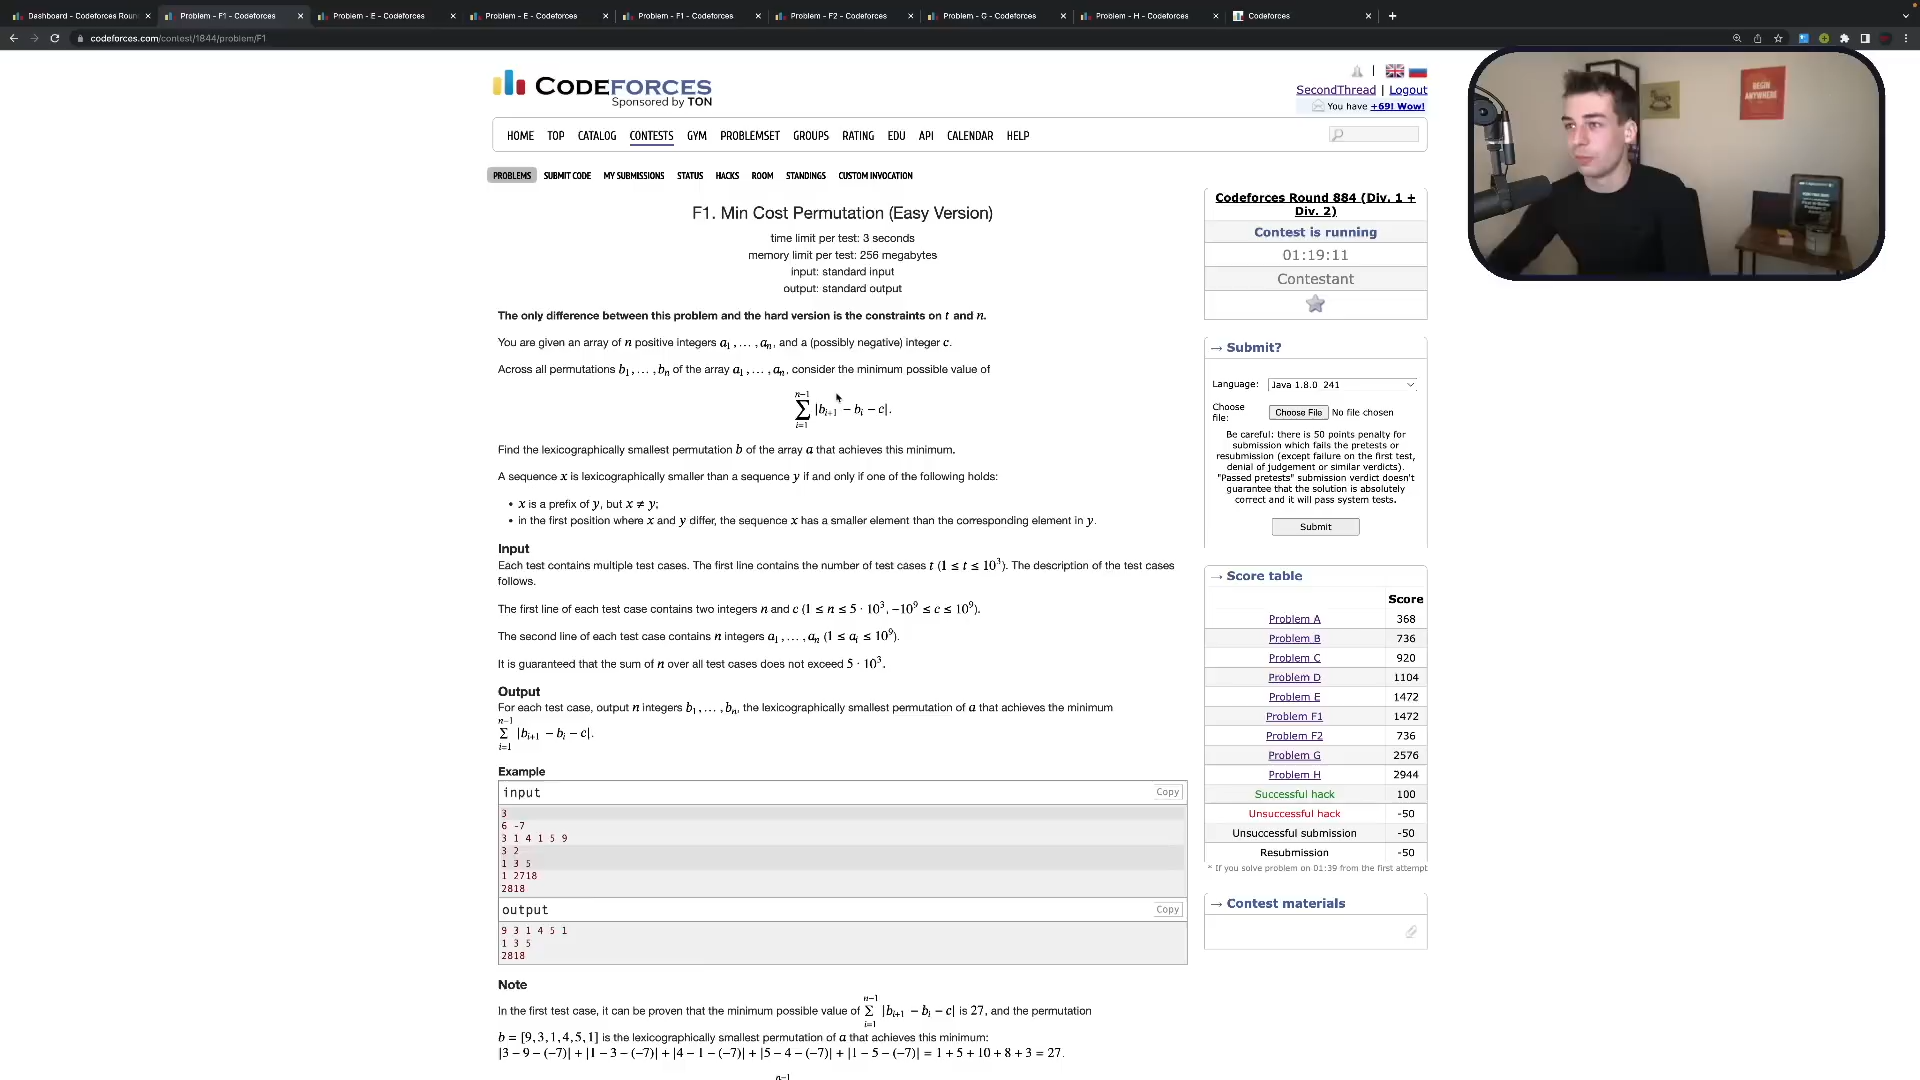 Dashboard - Codeforces Roun
Problem - F1 - Codeforces
Problem - E - Codeforces
Problem - E - Codeforces
Problem - F1 - Codeforces
Problem - F2 - Codeforces
Problem - G - Codeforces
Problem - H - Codeforces
Codeforces
codeforces.com/contest/1844/problem/F1
CODEFORCES
Sponsored by TON
SecondThread | Logout
You have +69! Wow!
HOME TOP CATALOG CONTESTS GYM PROBLEMSET GROUPS RATING EDU API CALENDAR HELP
PROBLEMS SUBMIT CODE MY SUBMISSIONS STATUS HACKS ROOM STANDINGS CUSTOM INVOCATION
F1. Min Cost Permutation (Easy Version)
time limit per test: 3 seconds
memory limit per test: 256 megabytes
input: standard input
output: standard output
The only difference between this problem and the hard version is the constraints on t and n.
You are given an array of n positive integers a1, … , an, and a (possibly negative) integer c.
Across all permutations b1, … , bn of the array a1, … , an, consider the minimum possible value of
n−1
∑ |bi+1 − bi − c|.
i=1
Find the lexicographically smallest permutation b of the array a that achieves this minimum.
A sequence x is lexicographically smaller than a sequence y if and only if one of the following holds:
• x is a prefix of y, but x ≠ y;
• in the first position where x and y differ, the sequence x has a smaller element than the corresponding element in y.
Input
Each test contains multiple test cases. The first line contains the number of test cases t (1 ≤ t ≤ 10³). The description of the test cases
follows.
The first line of each test case contains two integers n and c (1 ≤ n ≤ 5 · 10³, −10⁹ ≤ c ≤ 10⁹).
The second line of each test case contains n integers a1, … , an (1 ≤ ai ≤ 10⁹).
It is guaranteed that the sum of n over all test cases does not exceed 5 · 10³.
Output
For each test case, output n integers b1, … , bn, the lexicographically smallest permutation of a that achieves the minimum
n−1
∑ |bi+1 − bi − c|.
i=1
Example
input Copy
3
6 -7
3 1 4 1 5 9
3 2
1 3 5
1 2718
2818
output Copy
9 3 1 4 5 1
1 3 5
2818
Note
n−1
In the first test case, it can be proven that the minimum possible value of ∑ |bi+1 − bi − c| is 27, and the permutation
i=1
b = [9, 3, 1, 4, 5, 1] is the lexicographically smallest permutation of a that achieves this minimum:
|3 − 9 − (−7)| + |1 − 3 − (−7)| + |4 − 1 − (−7)| + |5 − 4 − (−7)| + |1 − 5 − (−7)| = 1 + 5 + 10 + 8 + 3 = 27.
n−1
Codeforces Round 884 (Div. 1 +
Div. 2)
Contest is running
01:19:11
Contestant
→ Submit?
Language: Java 1.8.0_241
Choose
file: Choose File No file chosen
Be careful: there is 50 points penalty for
submission which fails the pretests or
resubmission (except failure on the first test,
denial of judgement or similar verdicts).
"Passed pretests" submission verdict doesn't
guarantee that the solution is absolutely
correct and it will pass system tests.
Submit
→ Score table
Score
Problem A 368
Problem B 736
Problem C 920
Problem D 1104
Problem E 1472
Problem F1 1472
Problem F2 736
Problem G 2576
Problem H 2944
Successful hack 100
Unsuccessful hack -50
Unsuccessful submission -50
Resubmission -50
* If you solve problem on 01:39 from the first attempt
→ Contest materials
BEGIN
ANYWHERE